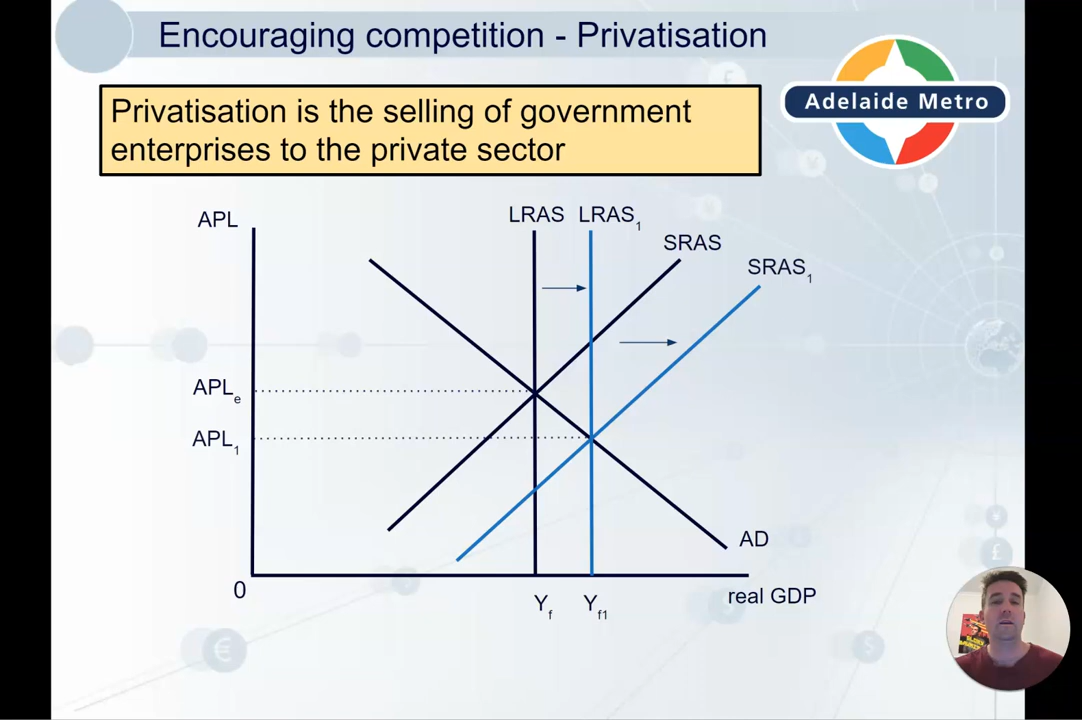 Encouraging competition - Privatisation
Privatisation is the selling of government
enterprises to the private sector
Adelaide Metro
APL
LRAS
LRAS1
SRAS
SRAS1
APLe
APL1
AD
0
Yf
Yf1
real GDP